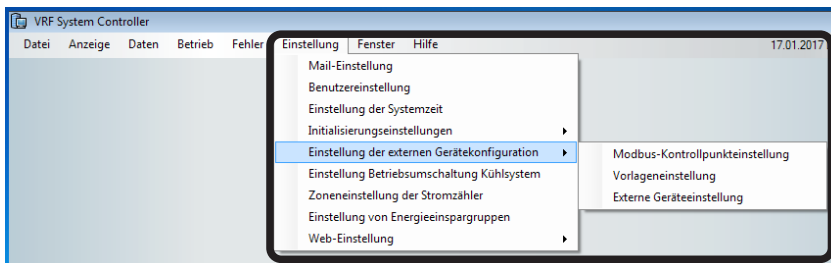 VRF System Controller
Datei Anzeige Daten Betrieb Fehler Einstellung Fenster Hilfe 17.01.2017
Mail-Einstellung
Benutzereinstellung
Einstellung der Systemzeit
Initialisierungseinstellungen
Einstellung der externen Gerätekonfiguration
Modbus-Kontrollpunkteinstellung
Einstellung Betriebsumschaltung Kühlsystem
Vorlageneinstellung
Zoneneinstellung der Stromzähler
Externe Geräteeinstellung
Einstellung von Energieeinspargruppen
Web-Einstellung